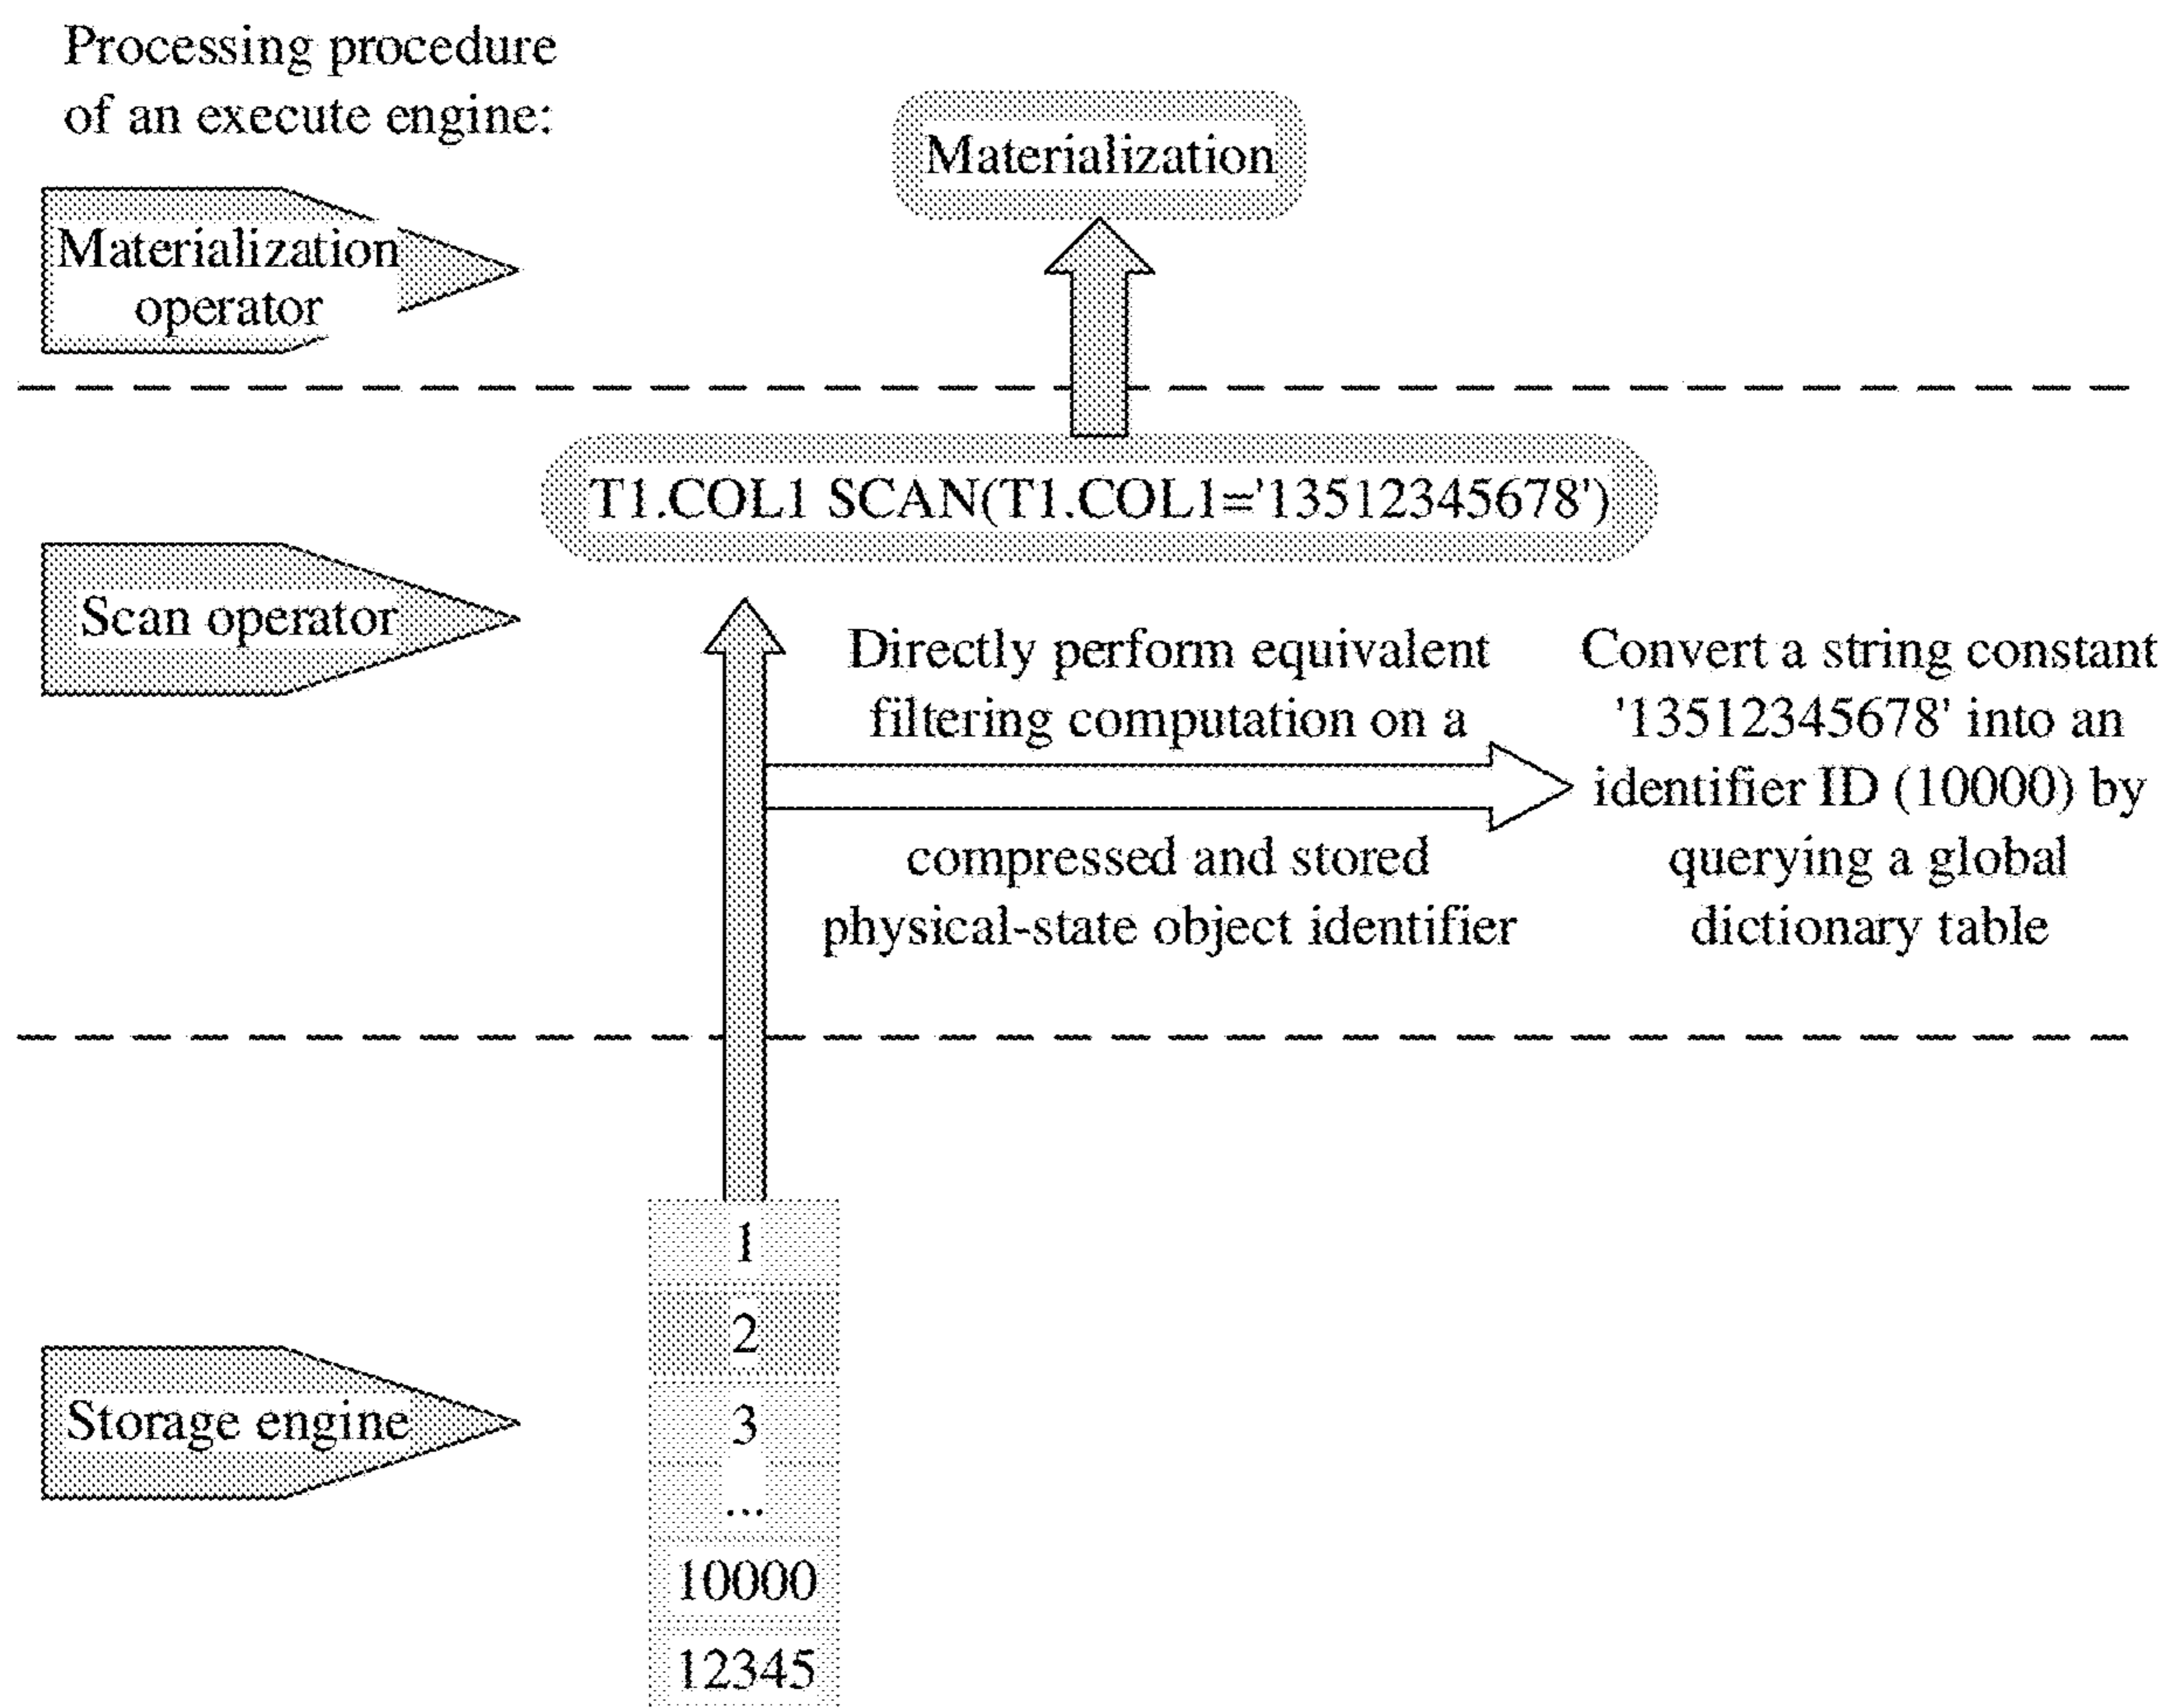 Processing procedure
of an execute engine:
Materialization
Materialization
operator
T1.COL1 SCAN(T1.COL1='13512345678')
Scan operator
Directly perform equivalent
filtering computation on a
compressed and stored
physical-state object identifier
Convert a string constant
'13512345678' into an
identifier ID (10000) by
querying a global
dictionary table
Storage engine
1
2
3
...
10000
12345